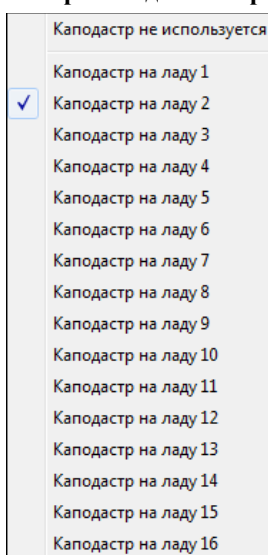 Каподастр не используется
Каподастр на ладу 1
Каподастр на ладу 2
Каподастр на ладу 3
Каподастр на ладу 4
Каподастр на ладу 5
Каподастр на ладу 6
Каподастр на ладу 7
Каподастр на ладу 8
Каподастр на ладу 9
Каподастр на ладу 10
Каподастр на ладу 11
Каподастр на ладу 12
Каподастр на ладу 13
Каподастр на ладу 14
Каподастр на ладу 15
Каподастр на ладу 16